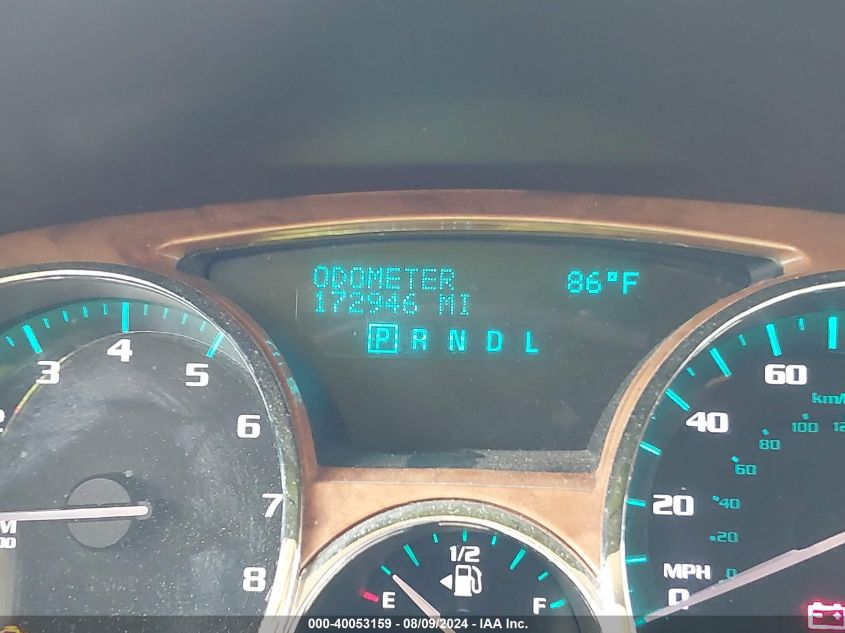 ODOMETER 86°F
172946 MI
P R N D L
3 4 5 6 7 8
1/2
E F
MPH
0 20 40 60
20 40 60 80 100
000-40053159 - 08/09/2024 - IAA Inc.